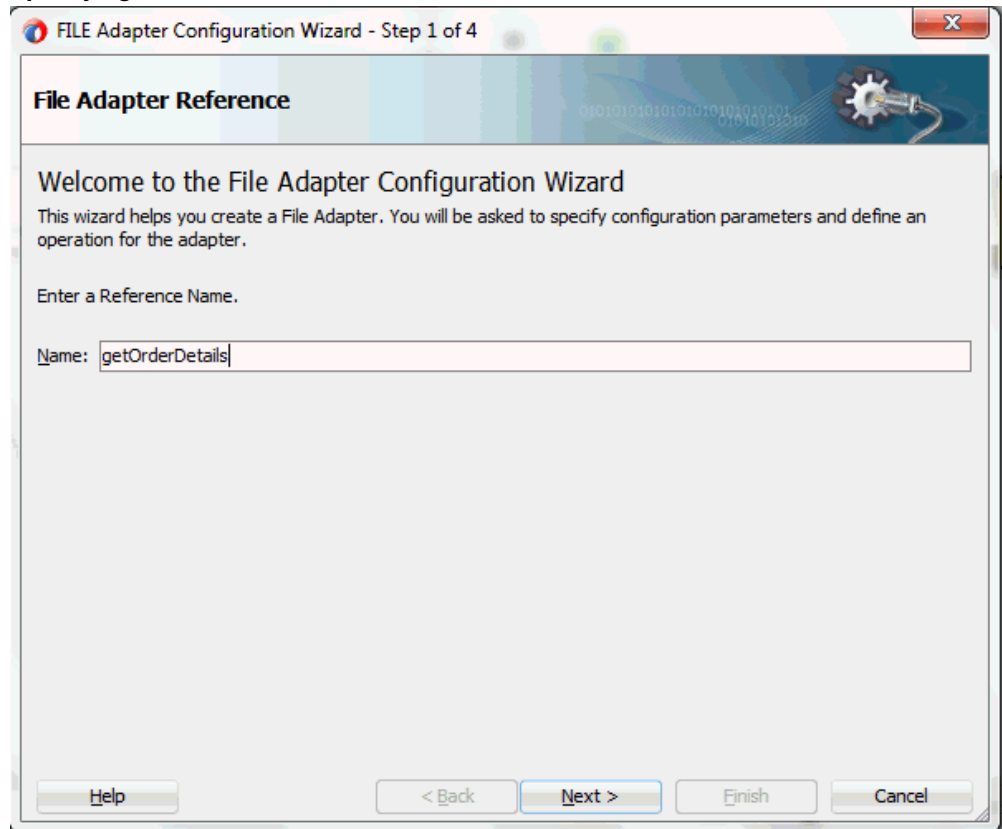 FILE Adapter Configuration Wizard - Step 1 of 4
X
File Adapter Reference
Welcome to the File Adapter Configuration Wizard
This wizard helps you create a File Adapter. You will be asked to specify configuration parameters and define an
operation for the adapter.
Enter a Reference Name.
Name: getOrderDetails
Help < Back Next > Finish Cancel